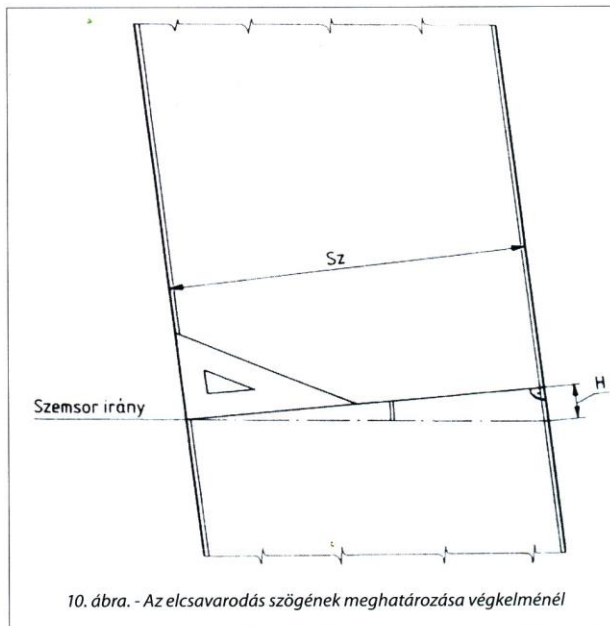 Sz
H
Szemsor irány
10. ábra. - Az elcsavarodás szögének meghatározása végkelménél